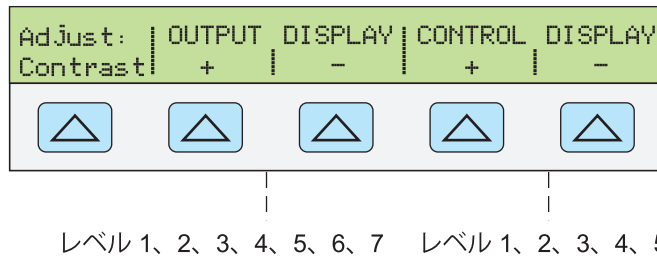 Adjust: OUTPUT DISPLAY CONTROL DISPLAY
Contrast + - + -
レベル 1、2、3、4、5、6、7 レベル 1、2、3、4、5